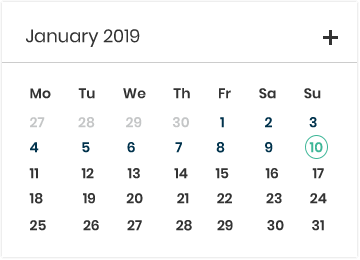 January 2019 +
Mo Tu We Th Fr Sa Su
27 28 29 30 1 2 3
4 5 6 7 8 9 10
11 12 13 14 15 16 17
18 19 20 21 22 23 24
25 26 27 28 29 30 31